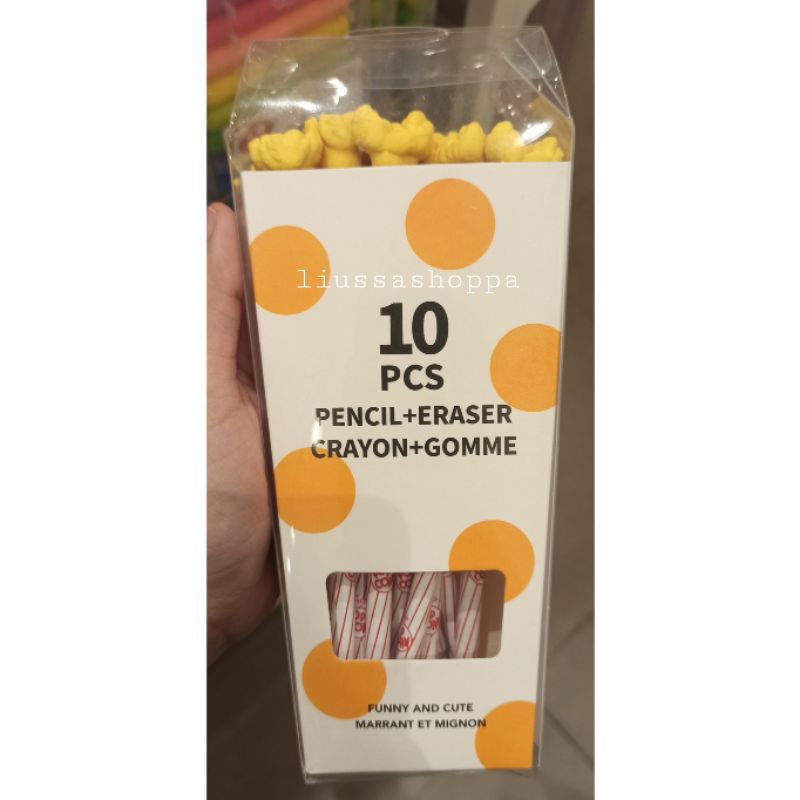 liussashoppa
10
PCS
PENCIL+ERASER
CRAYON+GOMME
FUNNY AND CUTE
MARRANT ET MIGNON